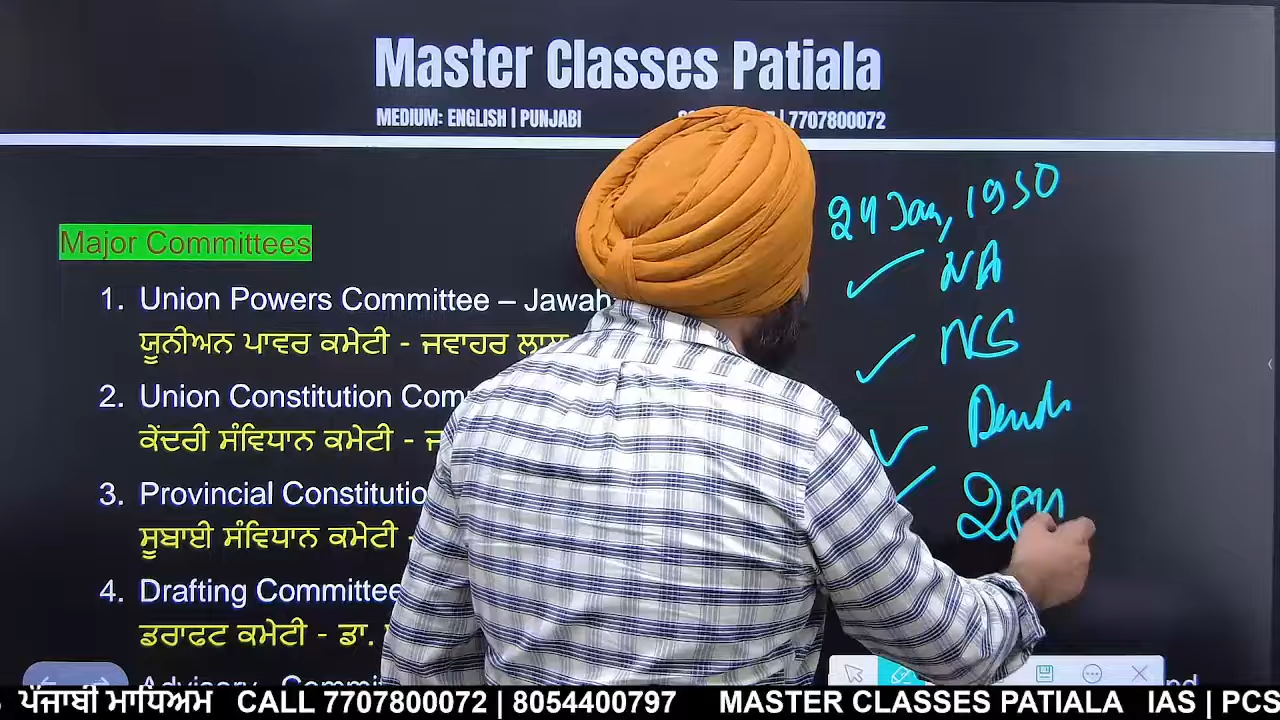 Master Classes Patiala
MEDIUM: ENGLISH | PUNJABI
| 7707800072
Major Committees
1. Union Powers Committee – Jawah
ਯੂਨੀਅਨ ਪਾਵਰ ਕਮੇਟੀ - ਜਵਾਹਰ ਲਾਲ
2. Union Constitution Com
ਕੇਂਦਰੀ ਸੰਵਿਧਾਨ ਕਮੇਟੀ - ਜ
3. Provincial Constitutio
ਸੂਬਾਈ ਸੰਵਿਧਾਨ ਕਮੇਟੀ -
4. Drafting Committee
ਡਰਾਫਟ ਕਮੇਟੀ - ਡਾ.
24 Jan, 1950
NA
NS
284
ਪੰਜਾਬੀ ਮਾਧਿਅਮ CALL 7707800072 | 8054400797 MASTER CLASSES PATIALA IAS | PCS